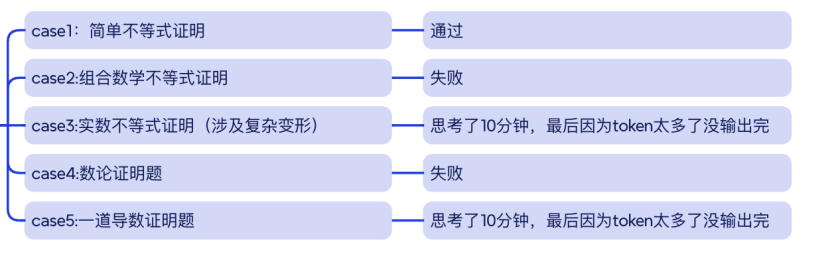 case1：简单不等式证明
通过
case2:组合数学不等式证明
失败
case3:实数不等式证明（涉及复杂变形）
思考了10分钟，最后因为token太多了没输出完
case4:数论证明题
失败
case5:一道导数证明题
思考了10分钟，最后因为token太多了没输出完